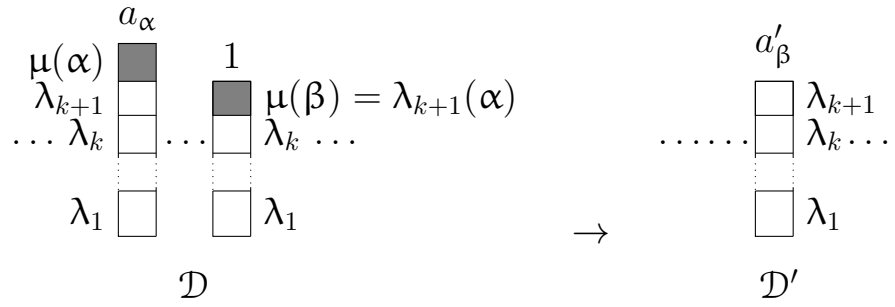 a_α 1 a'_β
μ(α)
λ_{k+1} μ(β) = λ_{k+1}(α) λ_{k+1}
... λ_k ... λ_k ... ...... λ_k ...
λ_1 λ_1 → λ_1
𝒟 𝒟'